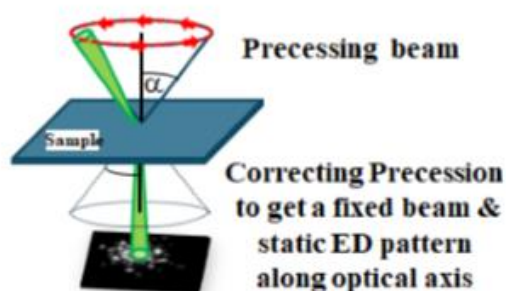 Precessing beam
α
Sample
Correcting Precession
to get a fixed beam &
static ED pattern
along optical axis